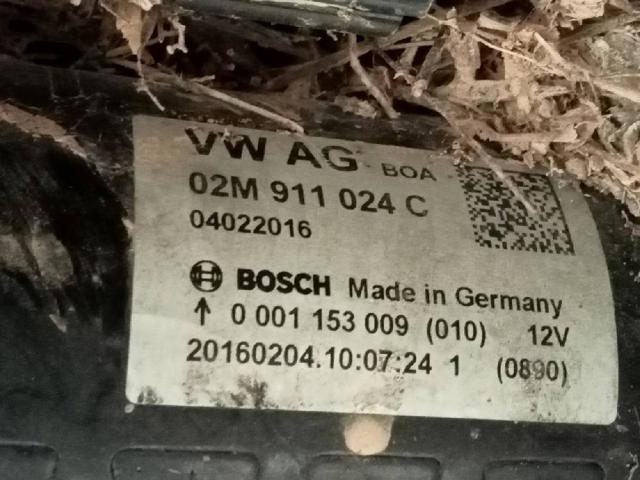 VW AG BOA
02M 911 024 C
04022016
BOSCH Made in Germany
↑ 0 001 153 009 (010) 12V
20160204.10:07:24 1 (0890)